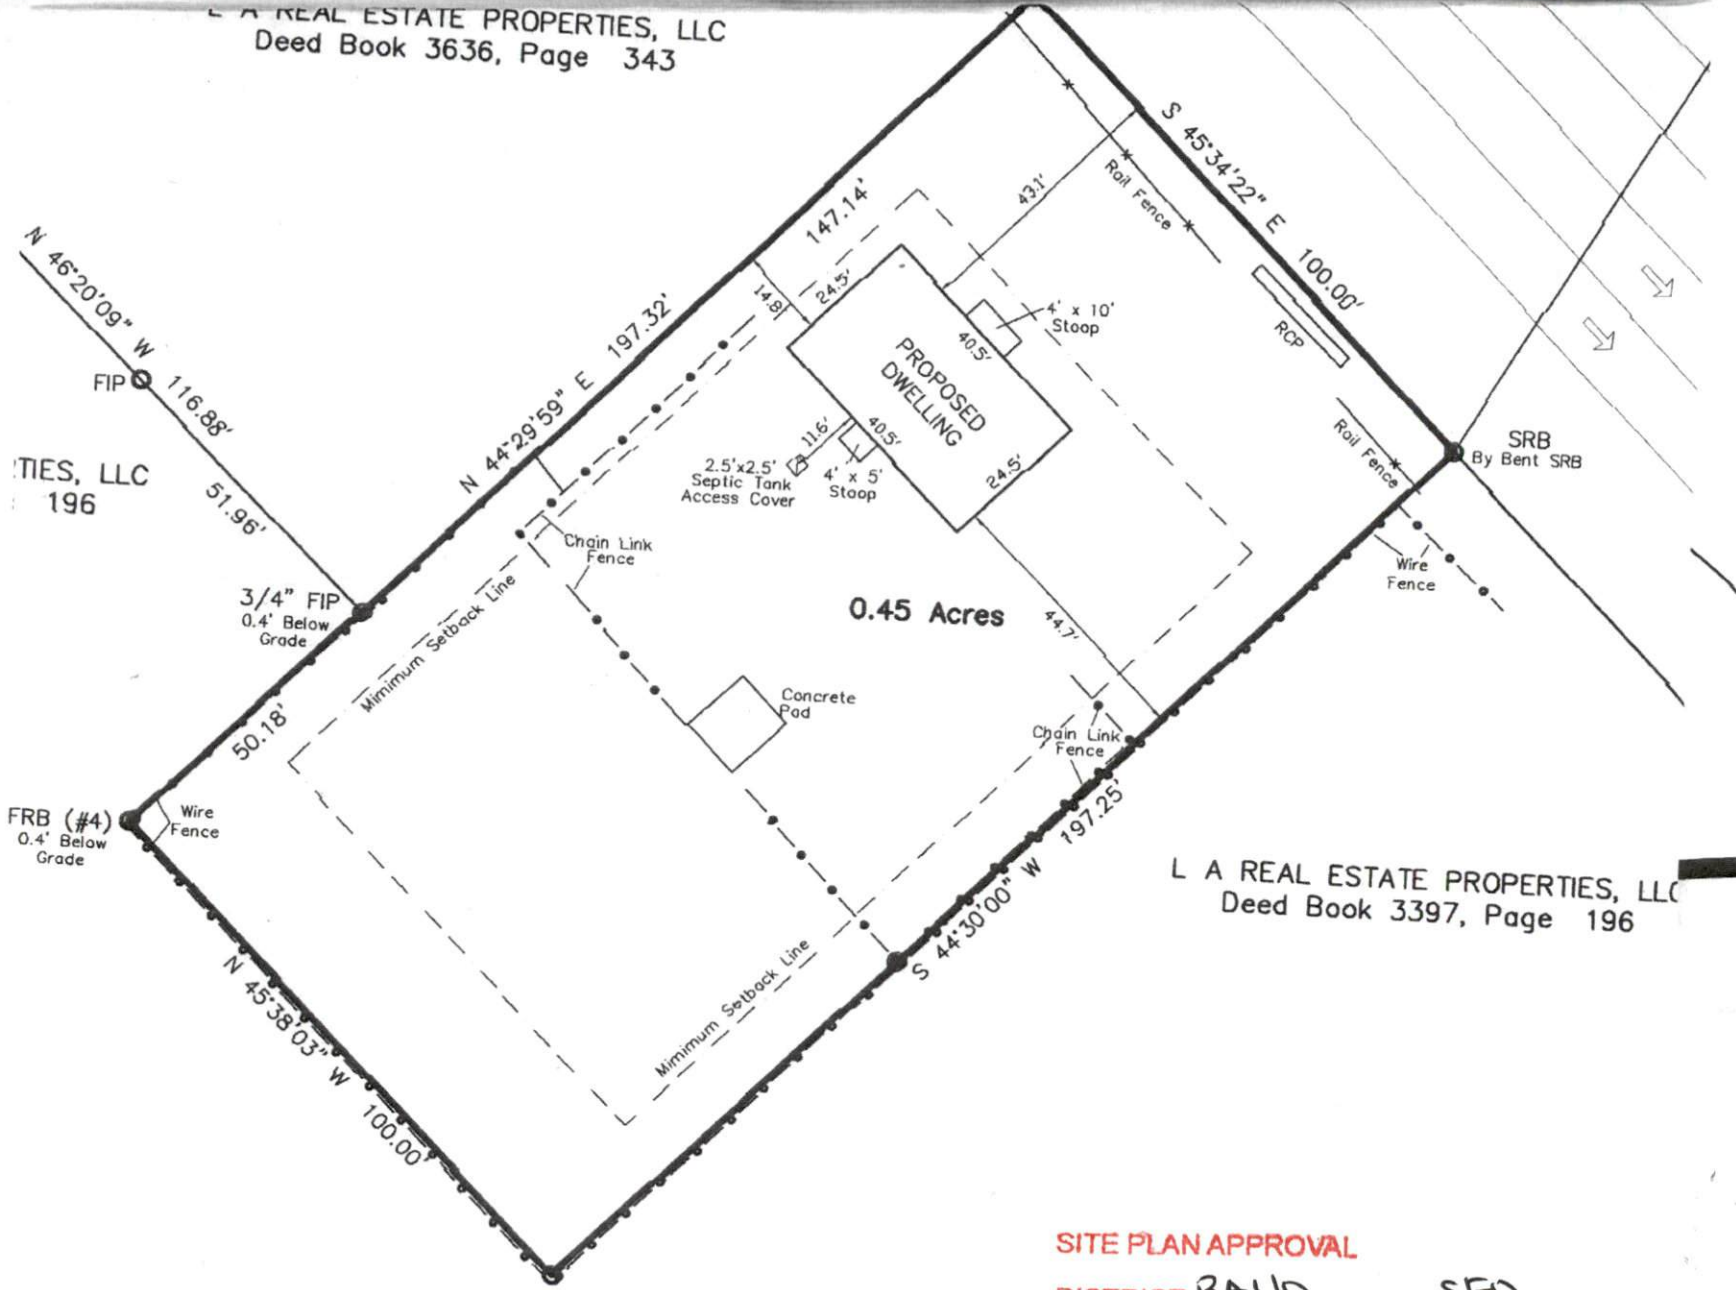 L A REAL ESTATE PROPERTIES, LLC
Deed Book 3636, Page 343
S 45°34'22" E 100.00'
Rail Fence
43.1'
147.14'
N 46°20'09" W
24.5'
14.8'
4' x 10'
Stoop
RCP
40.5'
PROPOSED
DWELLING
N 44°29'59" E 197.32'
FIP
116.88'
40.5'
11.6'
24.5'
2.5'x2.5'
Septic Tank
Access Cover
4' x 5'
Stoop
Rail Fence
SRB
By Bent SRB
TIES, LLC
196
51.96'
Chain Link
Fence
Wire
Fence
3/4" FIP
0.4' Below
Grade
Mimimum Setback Line
0.45 Acres
44.7'
50.18'
Concrete
Pad
Chain Link
Fence
FRB (#4)
0.4' Below
Grade
Wire
Fence
S 44°30'00" W 197.25'
L A REAL ESTATE PROPERTIES, LLC
Deed Book 3397, Page 196
Mimimum Setback Line
N 45°38'03" W 100.00'
SITE PLAN APPROVAL